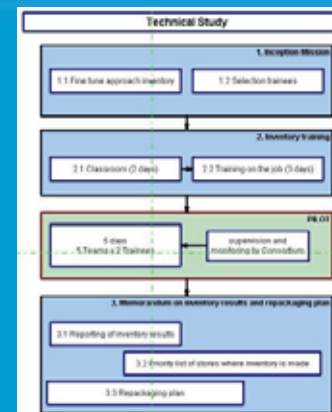 Technical Study
1. Inception Mission
1.1 Fine tune approach inventory
1.2 Selection trainees
2. Inventory training
2.1 Classroom (2 days)
2.2 Training on the job (3 days)
PILOT
5 days
5 Teams x 2 Trainees
supervision and
monitoring by Consortium
3. Memorandum on inventory results and repackaging plan
3.1 Reporting of inventory results
3.2 Priority list of stores where inventory is made
3.3 Repackaging plan